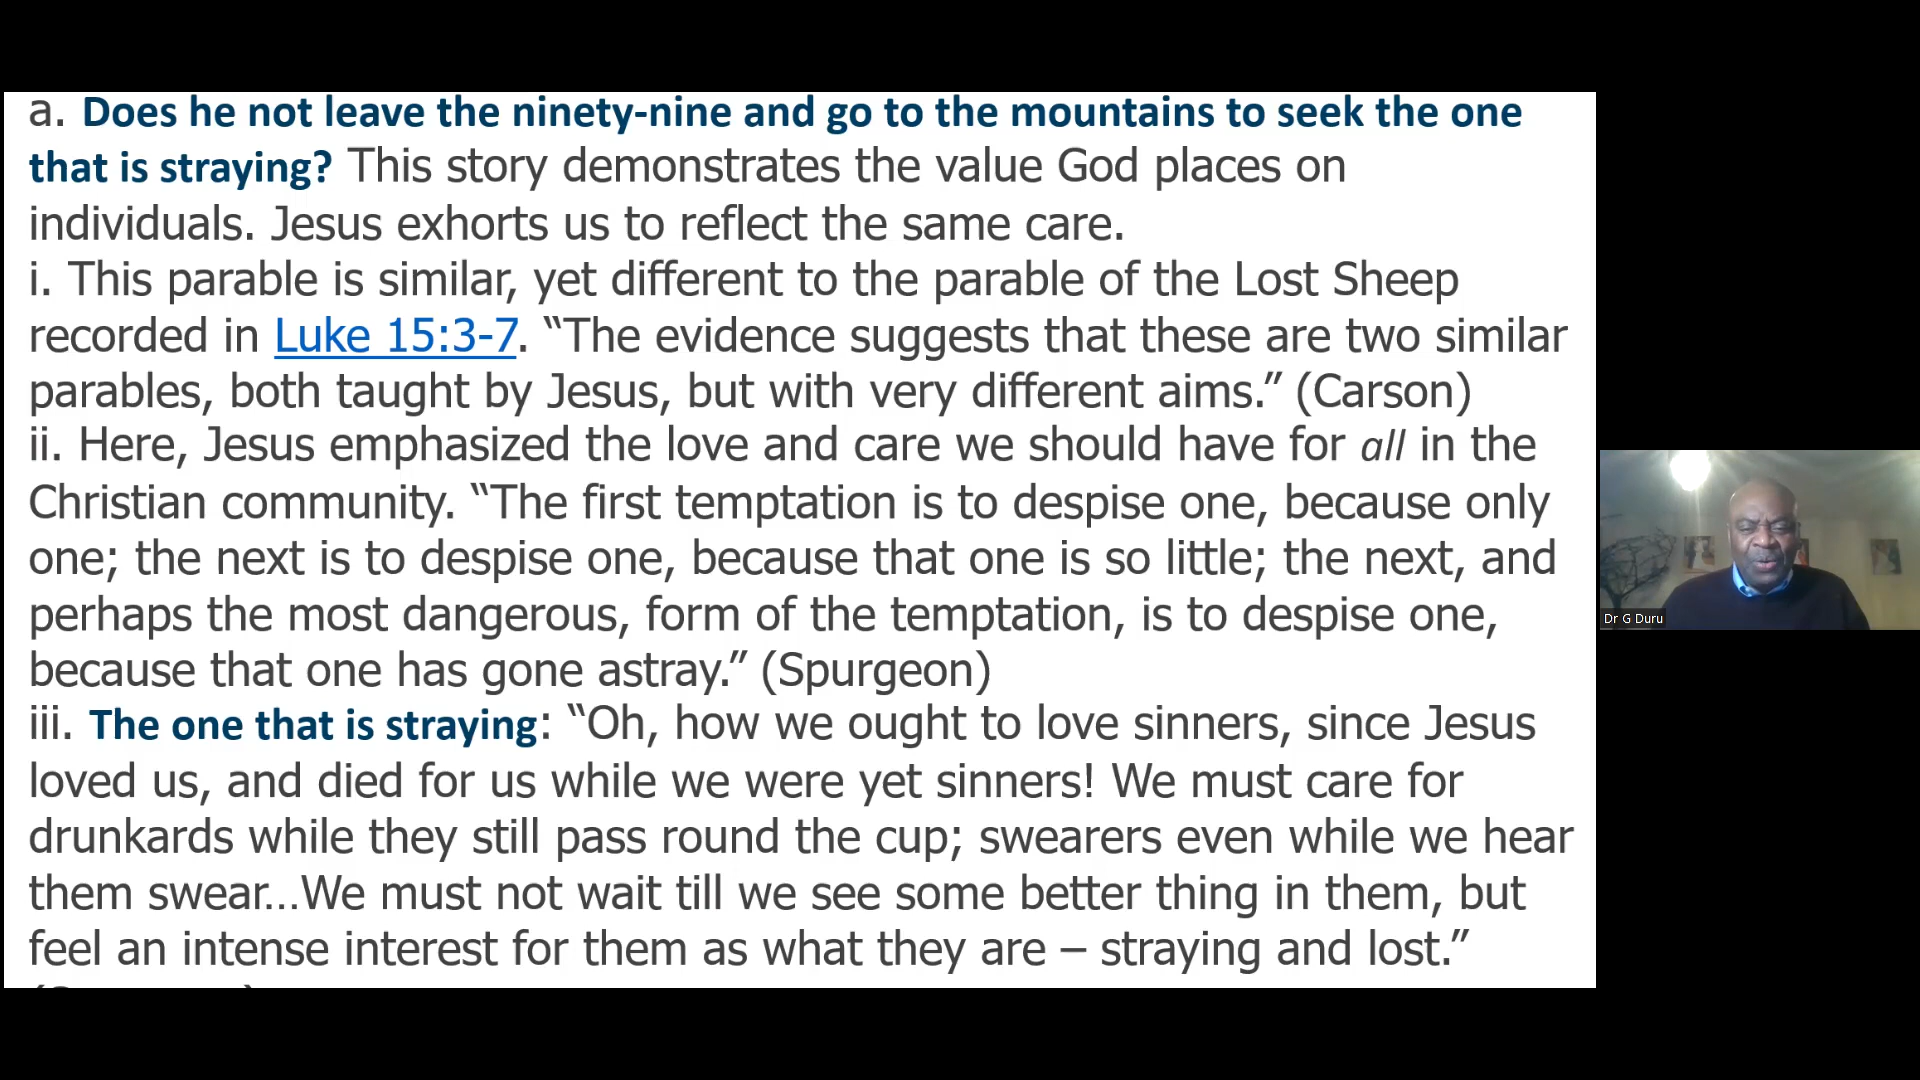 a. Does he not leave the ninety-nine and go to the mountains to seek the one
that is straying? This story demonstrates the value God places on
individuals. Jesus exhorts us to reflect the same care.
i. This parable is similar, yet different to the parable of the Lost Sheep
recorded in Luke 15:3-7. “The evidence suggests that these are two similar
parables, both taught by Jesus, but with very different aims.” (Carson)
ii. Here, Jesus emphasized the love and care we should have for all in the
Christian community. “The first temptation is to despise one, because only
one; the next is to despise one, because that one is so little; the next, and
perhaps the most dangerous, form of the temptation, is to despise one,
because that one has gone astray.” (Spurgeon)
iii. The one that is straying: “Oh, how we ought to love sinners, since Jesus
loved us, and died for us while we were yet sinners! We must care for
drunkards while they still pass round the cup; swearers even while we hear
them swear…We must not wait till we see some better thing in them, but
feel an intense interest for them as what they are – straying and lost.”
Dr G Duru